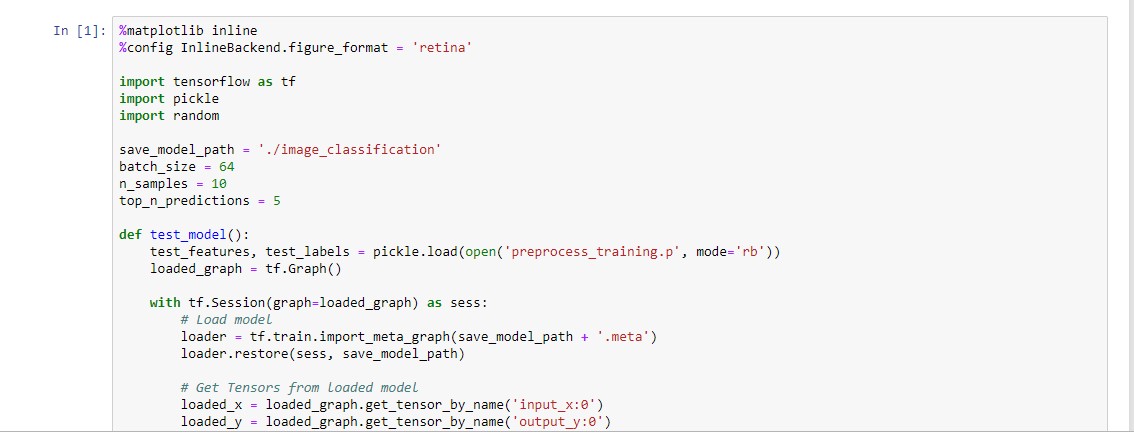 In [1]: %matplotlib inline
%config InlineBackend.figure_format = 'retina'

import tensorflow as tf
import pickle
import random

save_model_path = './image_classification'
batch_size = 64
n_samples = 10
top_n_predictions = 5

def test_model():
    test_features, test_labels = pickle.load(open('preprocess_training.p', mode='rb'))
    loaded_graph = tf.Graph()

    with tf.Session(graph=loaded_graph) as sess:
        # Load model
        loader = tf.train.import_meta_graph(save_model_path + '.meta')
        loader.restore(sess, save_model_path)

        # Get Tensors from loaded model
        loaded_x = loaded_graph.get_tensor_by_name('input_x:0')
        loaded_y = loaded_graph.get_tensor_by_name('output_y:0')